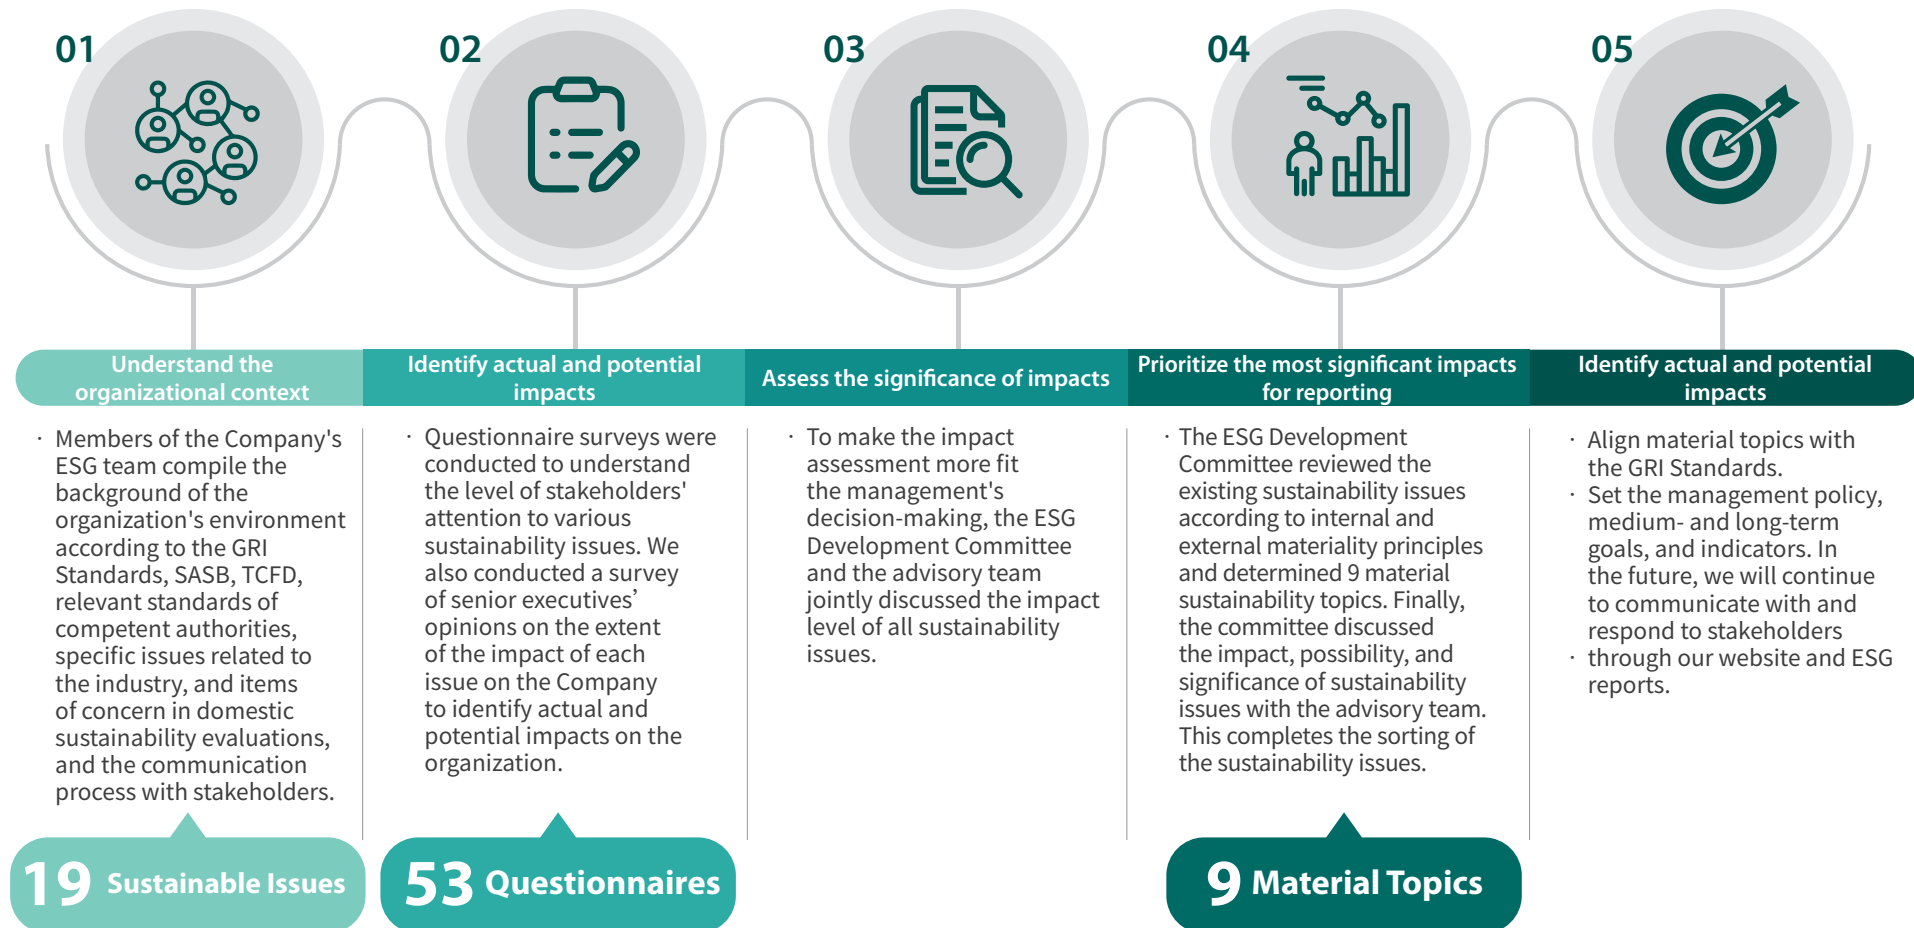 01
02
03
04
05
Understand the
organizational context
Identify actual and potential
impacts
Assess the significance of impacts
Prioritize the most significant impacts
for reporting
Identify actual and potential
impacts
· Members of the Company's
ESG team compile the
background of the
organization's environment
according to the GRI
Standards, SASB, TCFD,
relevant standards of
competent authorities,
specific issues related to
the industry, and items
of concern in domestic
sustainability evaluations,
and the communication
process with stakeholders.
· Questionnaire surveys were
conducted to understand
the level of stakeholders'
attention to various
sustainability issues. We
also conducted a survey
of senior executives’
opinions on the extent
of the impact of each
issue on the Company
to identify actual and
potential impacts on the
organization.
· To make the impact
assessment more fit
the management's
decision-making, the ESG
Development Committee
and the advisory team
jointly discussed the impact
level of all sustainability
issues.
· The ESG Development
Committee reviewed the
existing sustainability issues
according to internal and
external materiality principles
and determined 9 material
sustainability topics. Finally,
the committee discussed
the impact, possibility, and
significance of sustainability
issues with the advisory team.
This completes the sorting of
the sustainability issues.
· Align material topics with
the GRI Standards.
· Set the management policy,
medium- and long-term
goals, and indicators. In
the future, we will continue
to communicate with and
respond to stakeholders
· through our website and ESG
reports.
19 Sustainable Issues
53 Questionnaires
9 Material Topics